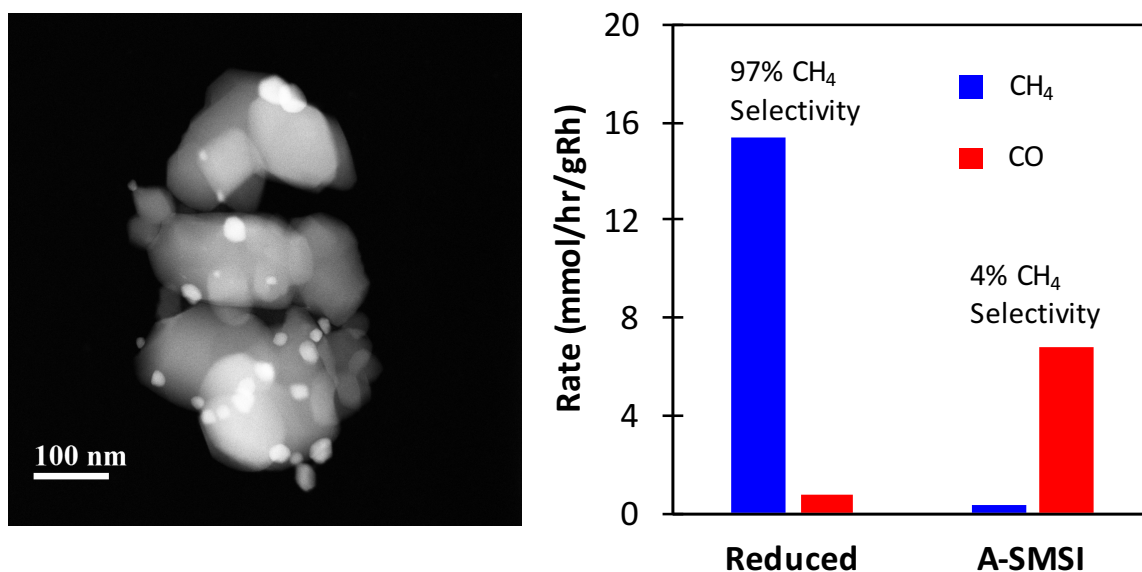 100 nm
Rate (mmol/hr/gRh)
20
16
12
8
4
0
97% CH₄
Selectivity
4% CH₄
Selectivity
CH₄
CO
Reduced
A-SMSI